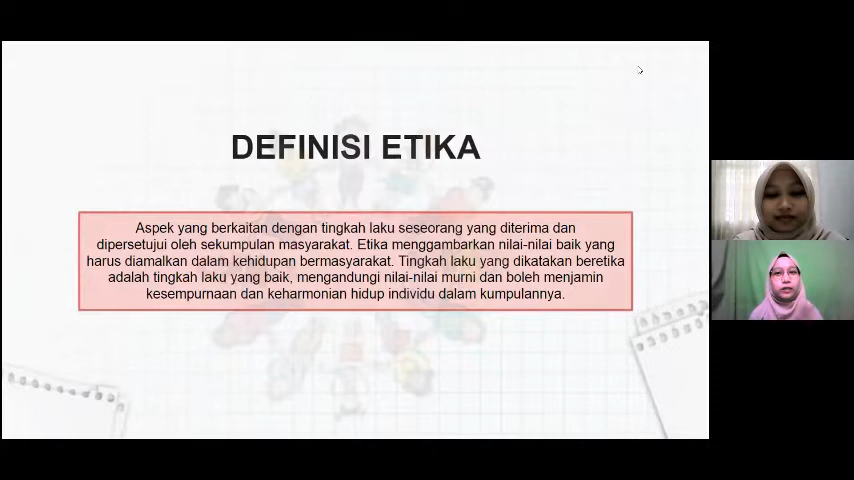 DEFINISI ETIKA
Aspek yang berkaitan dengan tingkah laku seseorang yang diterima dan
dipersetujui oleh sekumpulan masyarakat. Etika menggambarkan nilai-nilai baik yang
harus diamalkan dalam kehidupan bermasyarakat. Tingkah laku yang dikatakan beretika
adalah tingkah laku yang baik, mengandungi nilai-nilai murni dan boleh menjamin
kesempurnaan dan keharmonian hidup individu dalam kumpulannya.